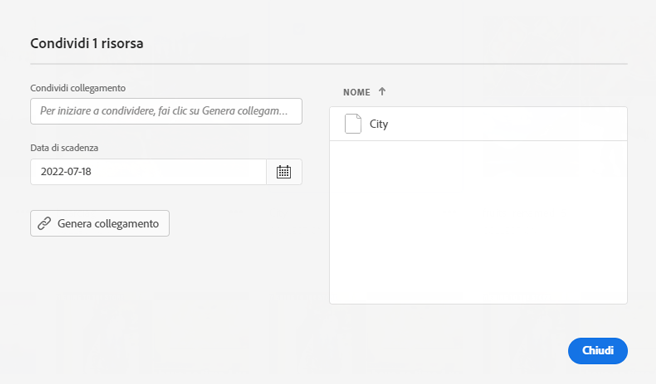 Condividi 1 risorsa
Condividi collegamento
Per iniziare a condividere, fai clic su Genera collegam...
Data di scadenza
2022-07-18
Genera collegamento
NOME
City
Chiudi